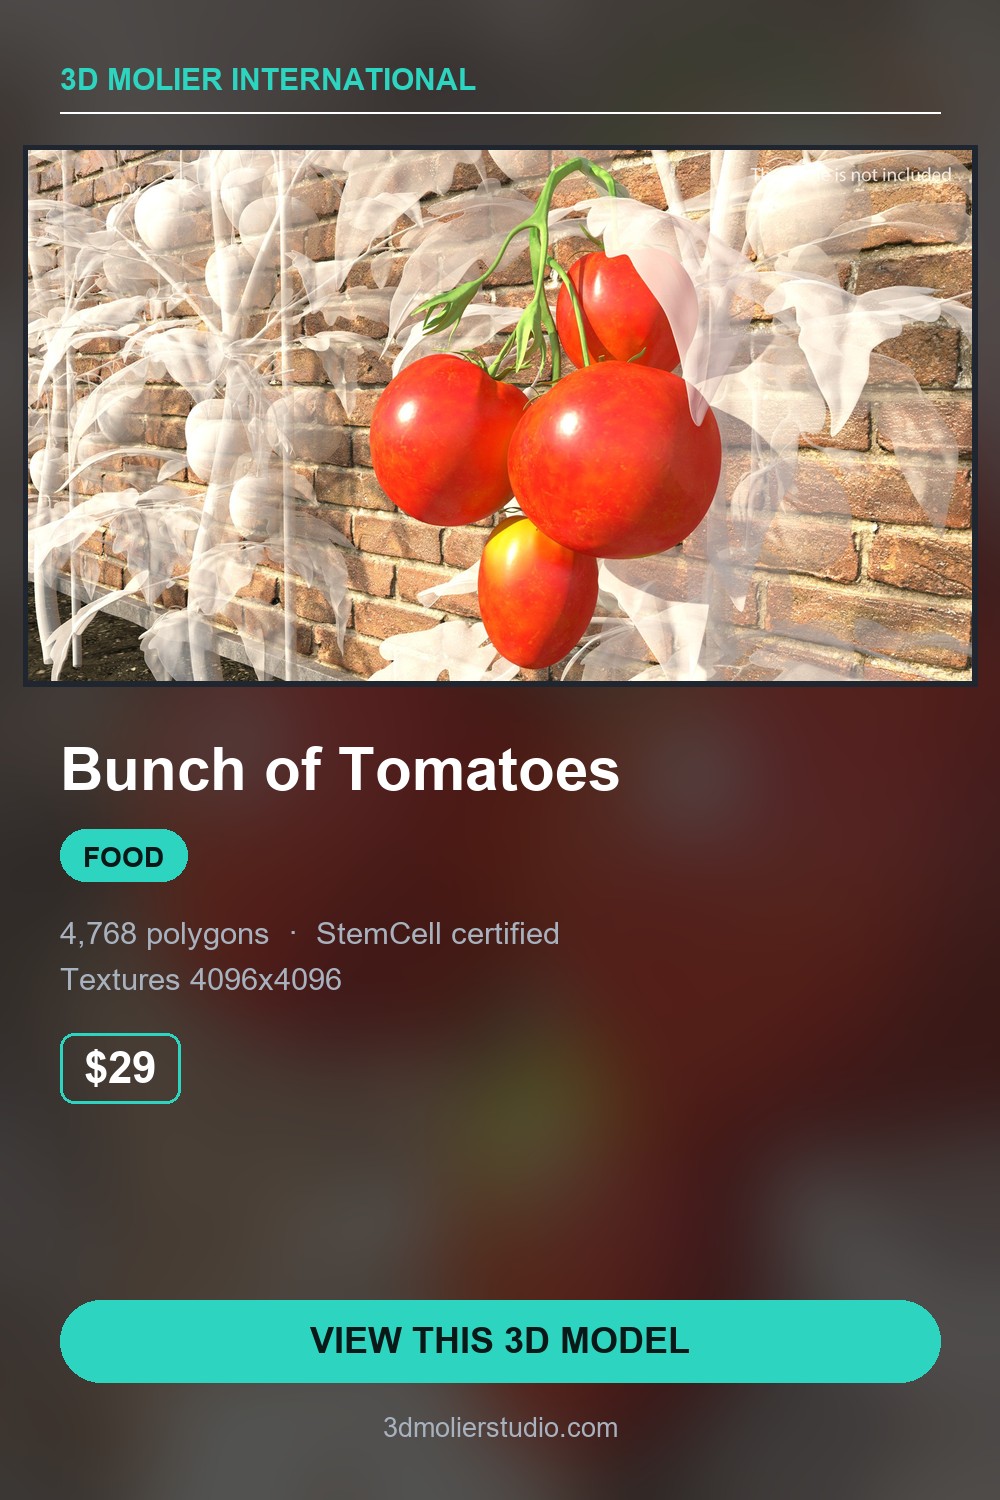 3D MOLIER INTERNATIONAL
is not included
Bunch of Tomatoes
FOOD
4,768 polygons · StemCell certified
Textures 4096x4096
$29
VIEW THIS 3D MODEL
3dmolierstudio.com